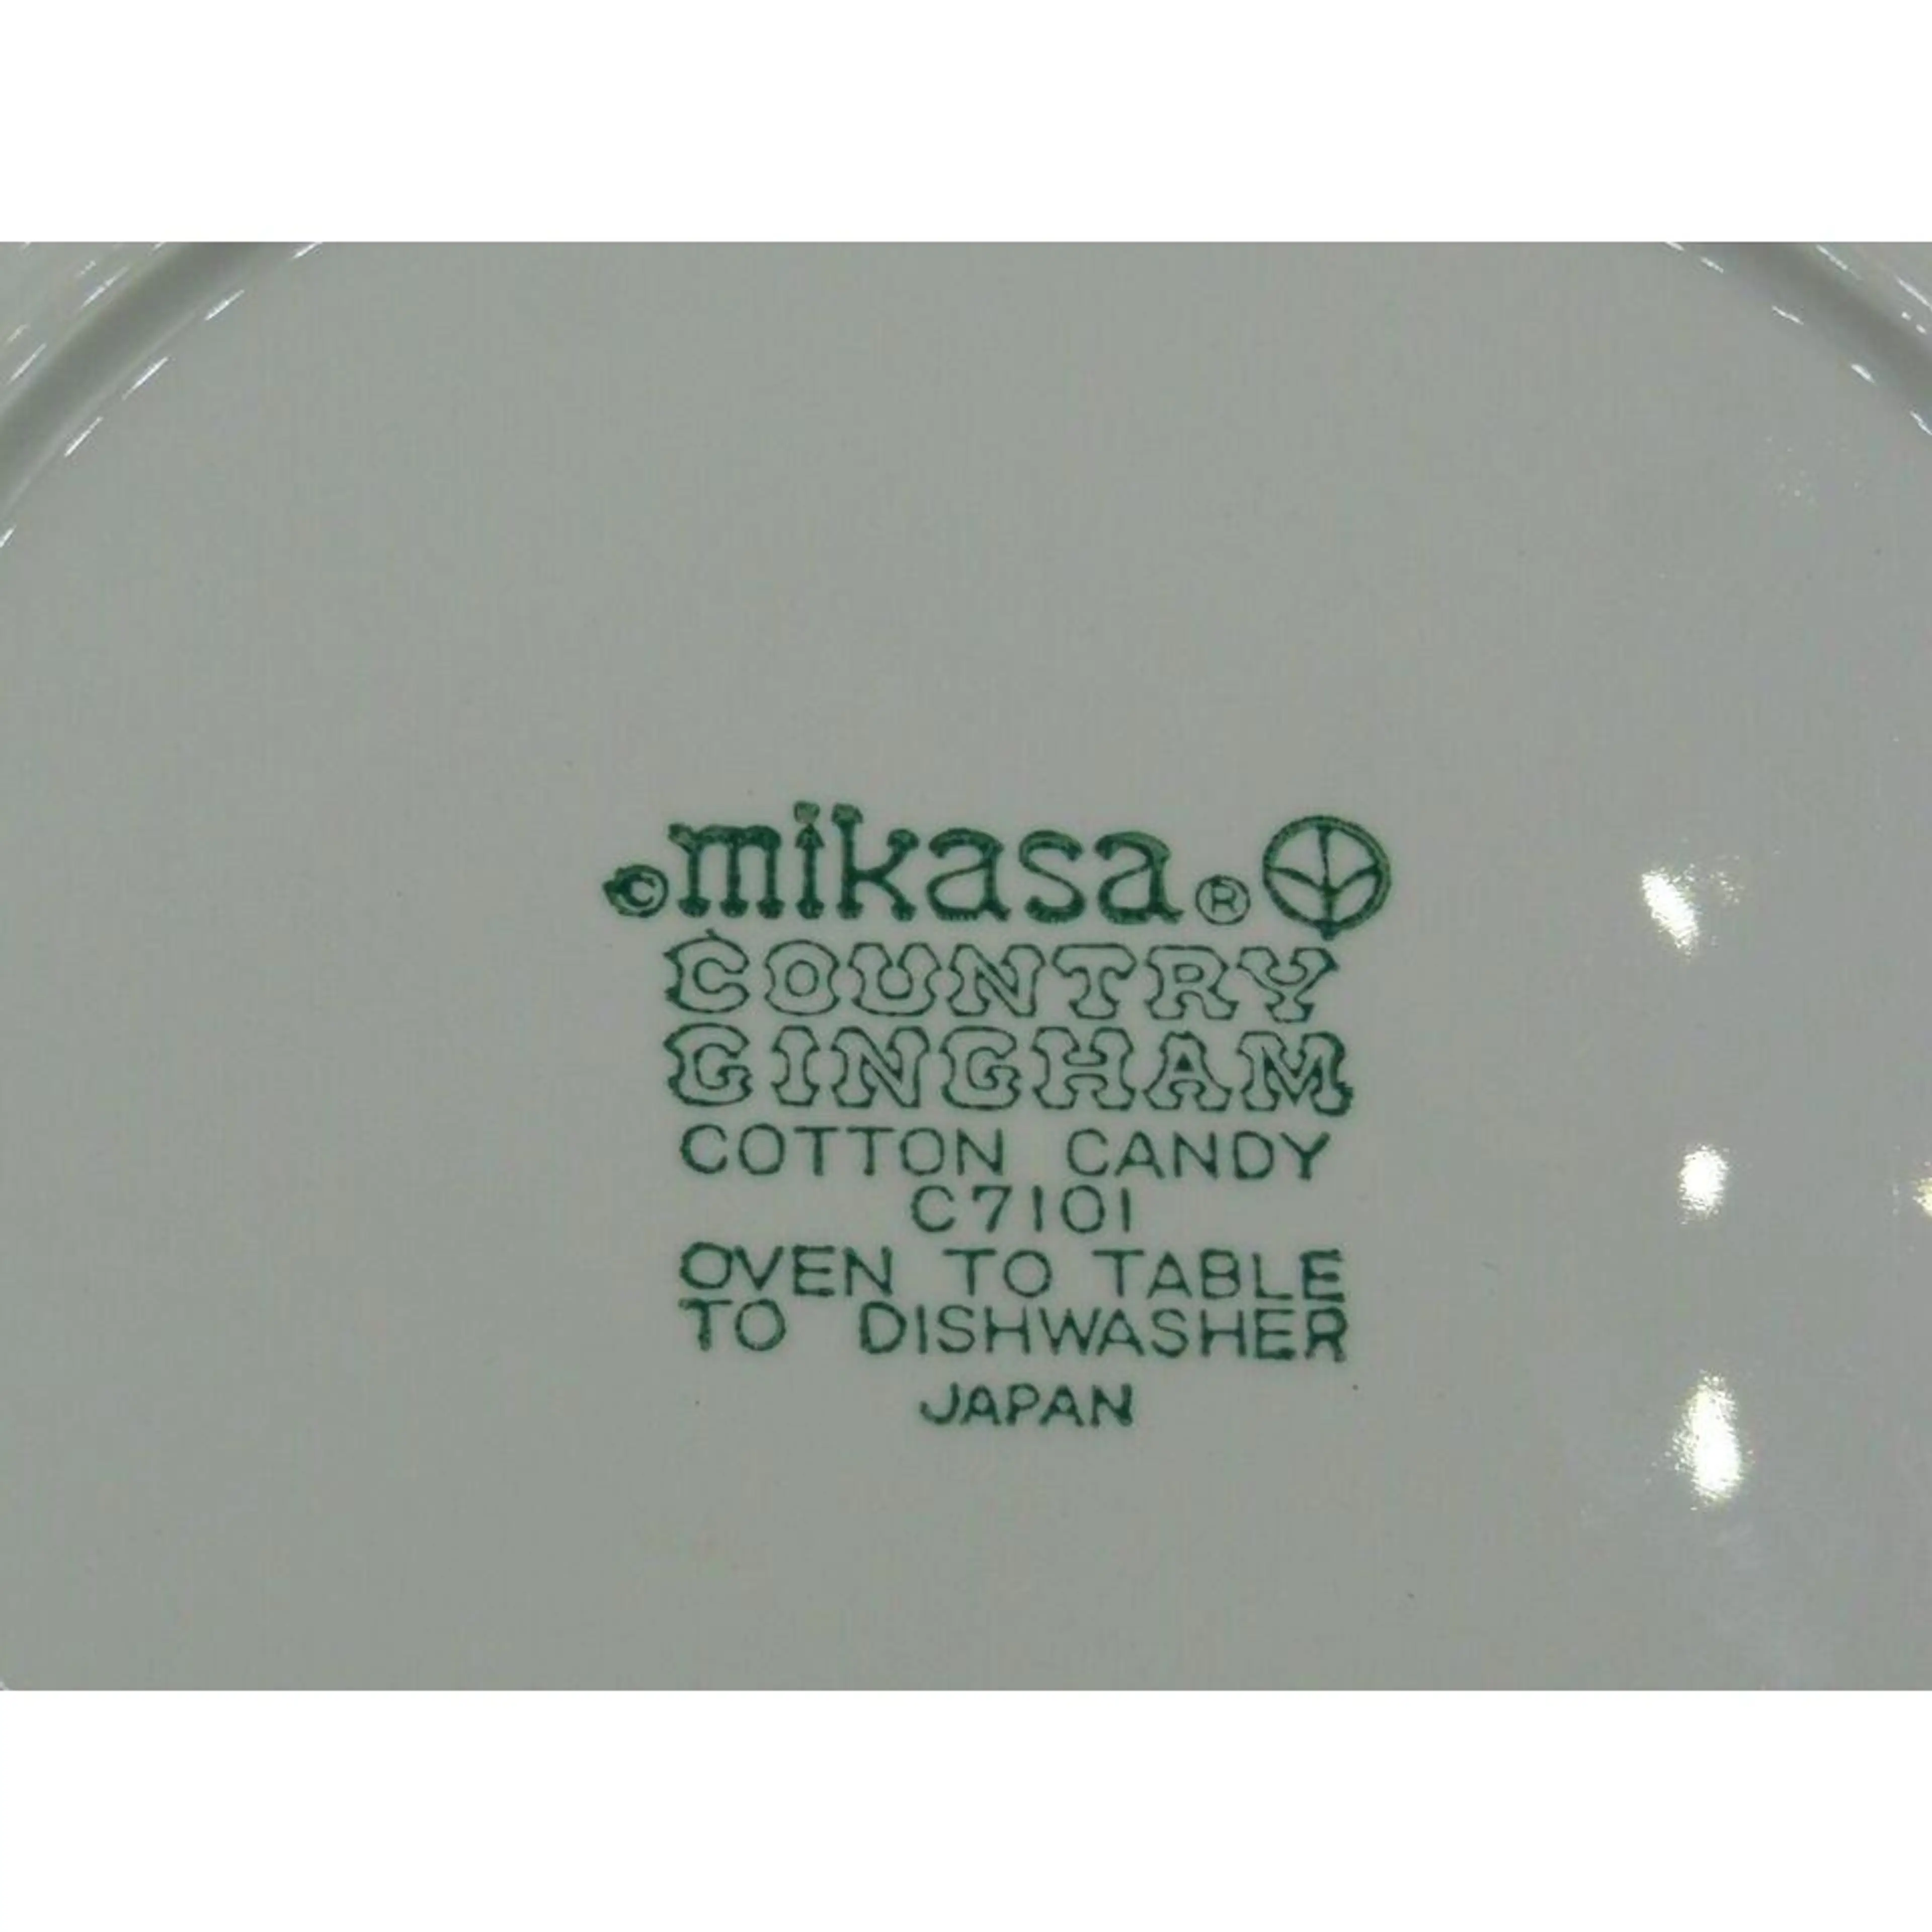 © mikasa ®
COUNTRY
GINGHAM
COTTON CANDY
C7101
OVEN TO TABLE
TO DISHWASHER
JAPAN